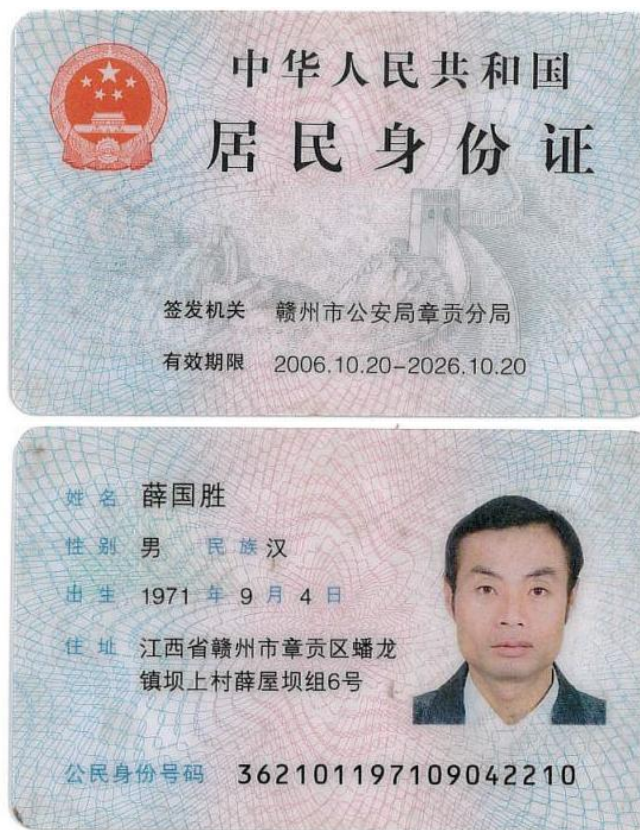 中华人民共和国
居民身份证
签发机关 赣州市公安局章贡分局
有效期限 2006.10.20-2026.10.20
姓名 薛国胜
性别 男 民族 汉
出生 1971 年 9 月 4 日
住址 江西省赣州市章贡区蟠龙
镇坝上村薛屋坝组6号
公民身份号码 362101197109042210